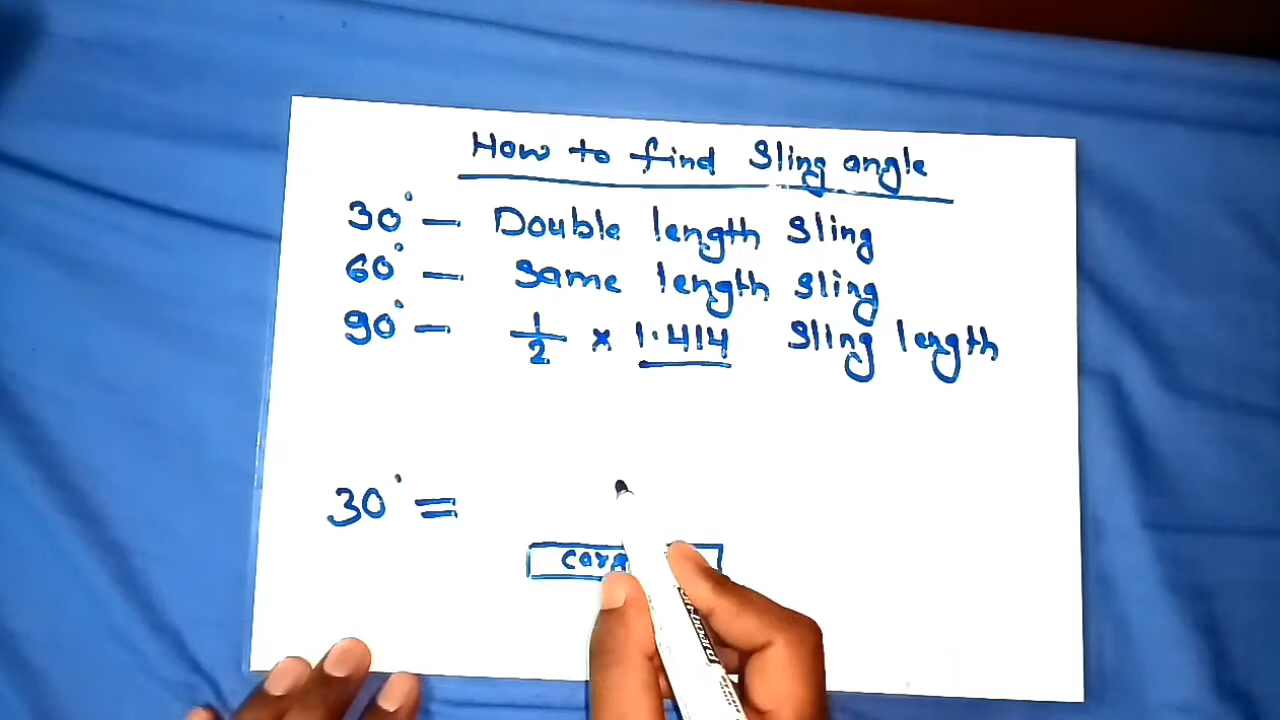 How to find Sling angle
30° — Double length Sling
60° — Same length Sling
90° — 1/2 × 1.414 Sling length
30° =